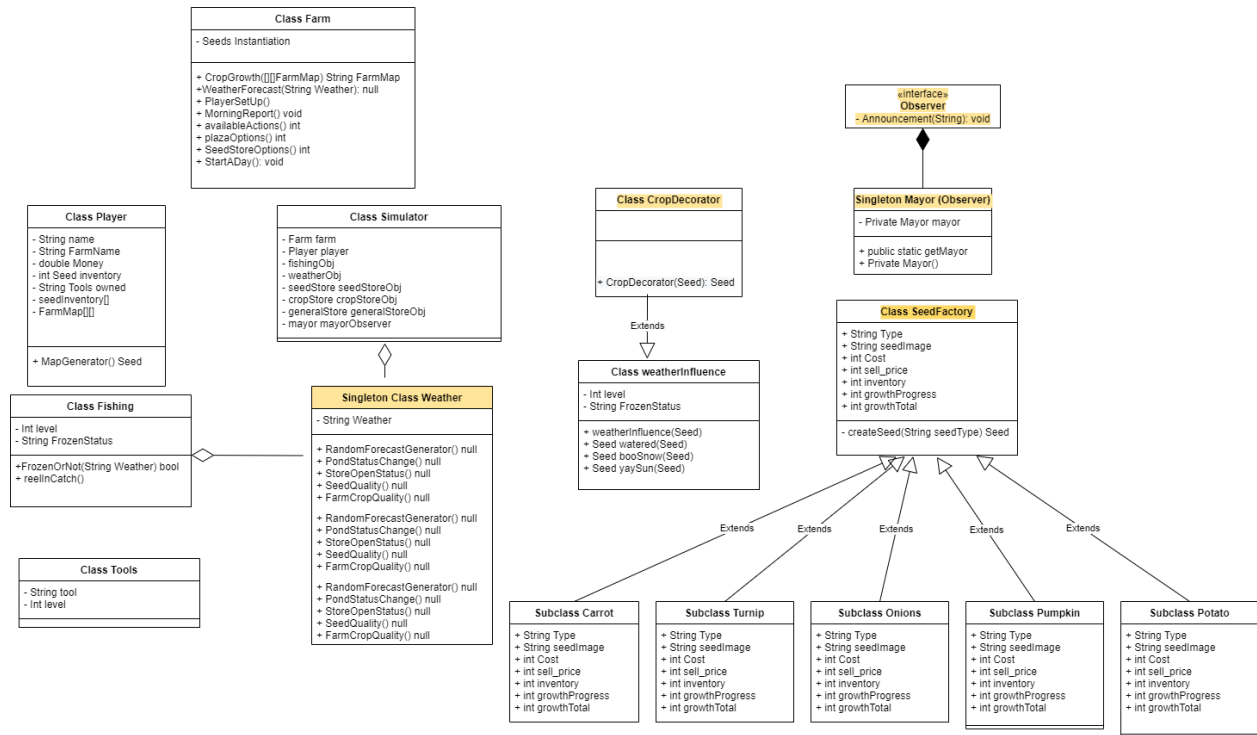 Class Farm
- Seeds Instantiation
+ CropGrowth([][]FarmMap) String FarmMap
+WeatherForecast(String Weather): null
+ PlayerSetUp()
+ MorningReport() void
+ availableActions() int
+ plazaOptions() int
+ SeedStoreOptions() int
+ StartADay(): void
«interface»
Observer
- Announcement(String): void
Class Player
- String name
- String FarmName
- double Money
- int Seed inventory
- String Tools owned
- seedInventory[]
- FarmMap[][]
+ MapGenerator() Seed
Class Simulator
- Farm farm
- Player player
- fishingObj
- weatherObj
- seedStore seedStoreObj
- cropStore cropStoreObj
- generalStore generalStoreObj
- mayor mayorObserver
Class CropDecorator
+ CropDecorator(Seed): Seed
Singleton Mayor (Observer)
- Private Mayor mayor
+ public static getMayor
+ Private Mayor()
Extends
Class SeedFactory
+ String Type
+ String seedImage
+ int Cost
+ int sell_price
+ int inventory
+ int growthProgress
+ int growthTotal
- createSeed(String seedType) Seed
Class weatherInfluence
- Int level
- String FrozenStatus
+ weatherInfluence(Seed)
+ Seed watered(Seed)
+ Seed booSnow(Seed)
+ Seed yaySun(Seed)
Class Fishing
- Int level
- String FrozenStatus
+FrozenOrNot(String Weather) bool
+ reelInCatch()
Singleton Class Weather
- String Weather
+ RandomForecastGenerator() null
+ PondStatusChange() null
+ StoreOpenStatus() null
+ SeedQuality() null
+ FarmCropQuality() null
+ RandomForecastGenerator() null
+ PondStatusChange() null
+ StoreOpenStatus() null
+ SeedQuality() null
+ FarmCropQuality() null
+ RandomForecastGenerator() null
+ PondStatusChange() null
+ StoreOpenStatus() null
+ SeedQuality() null
+ FarmCropQuality() null
Class Tools
- String tool
- Int level
Extends
Extends
Extends
Extends
Extends
Subclass Carrot
+ String Type
+ String seedImage
+ int Cost
+ int sell_price
+ int inventory
+ int growthProgress
+ int growthTotal
Subclass Turnip
+ String Type
+ String seedImage
+ int Cost
+ int sell_price
+ int inventory
+ int growthProgress
+ int growthTotal
Subclass Onions
+ String Type
+ String seedImage
+ int Cost
+ int sell_price
+ int inventory
+ int growthProgress
+ int growthTotal
Subclass Pumpkin
+ String Type
+ String seedImage
+ int Cost
+ int sell_price
+ int inventory
+ int growthProgress
+ int growthTotal
Subclass Potato
+ String Type
+ String seedImage
+ int Cost
+ int sell_price
+ int inventory
+ int growthProgress
+ int growthTotal